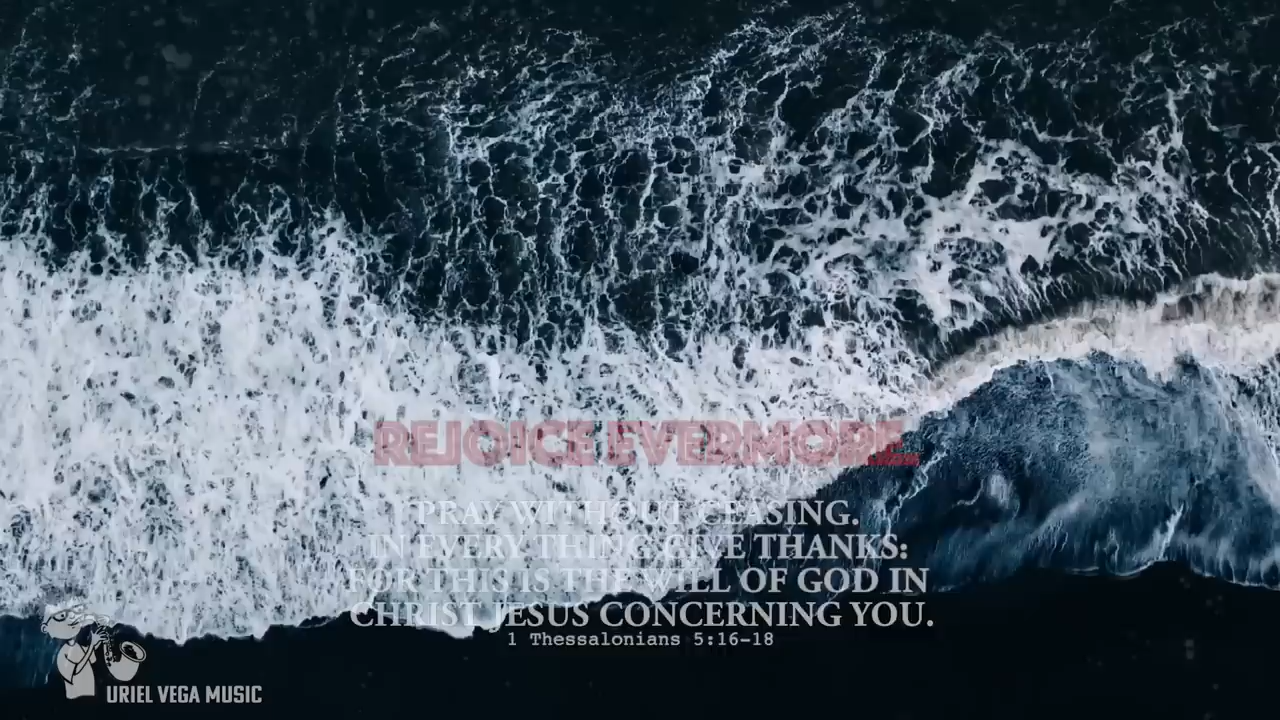 REJOICE EVERMORE
PRAY WITHOUT CEASING.
IN EVERY THING GIVE THANKS:
FOR THIS IS THE WILL OF GOD IN
CHRIST JESUS CONCERNING YOU.
1 Thessalonians 5:16-18
URIEL VEGA MUSIC